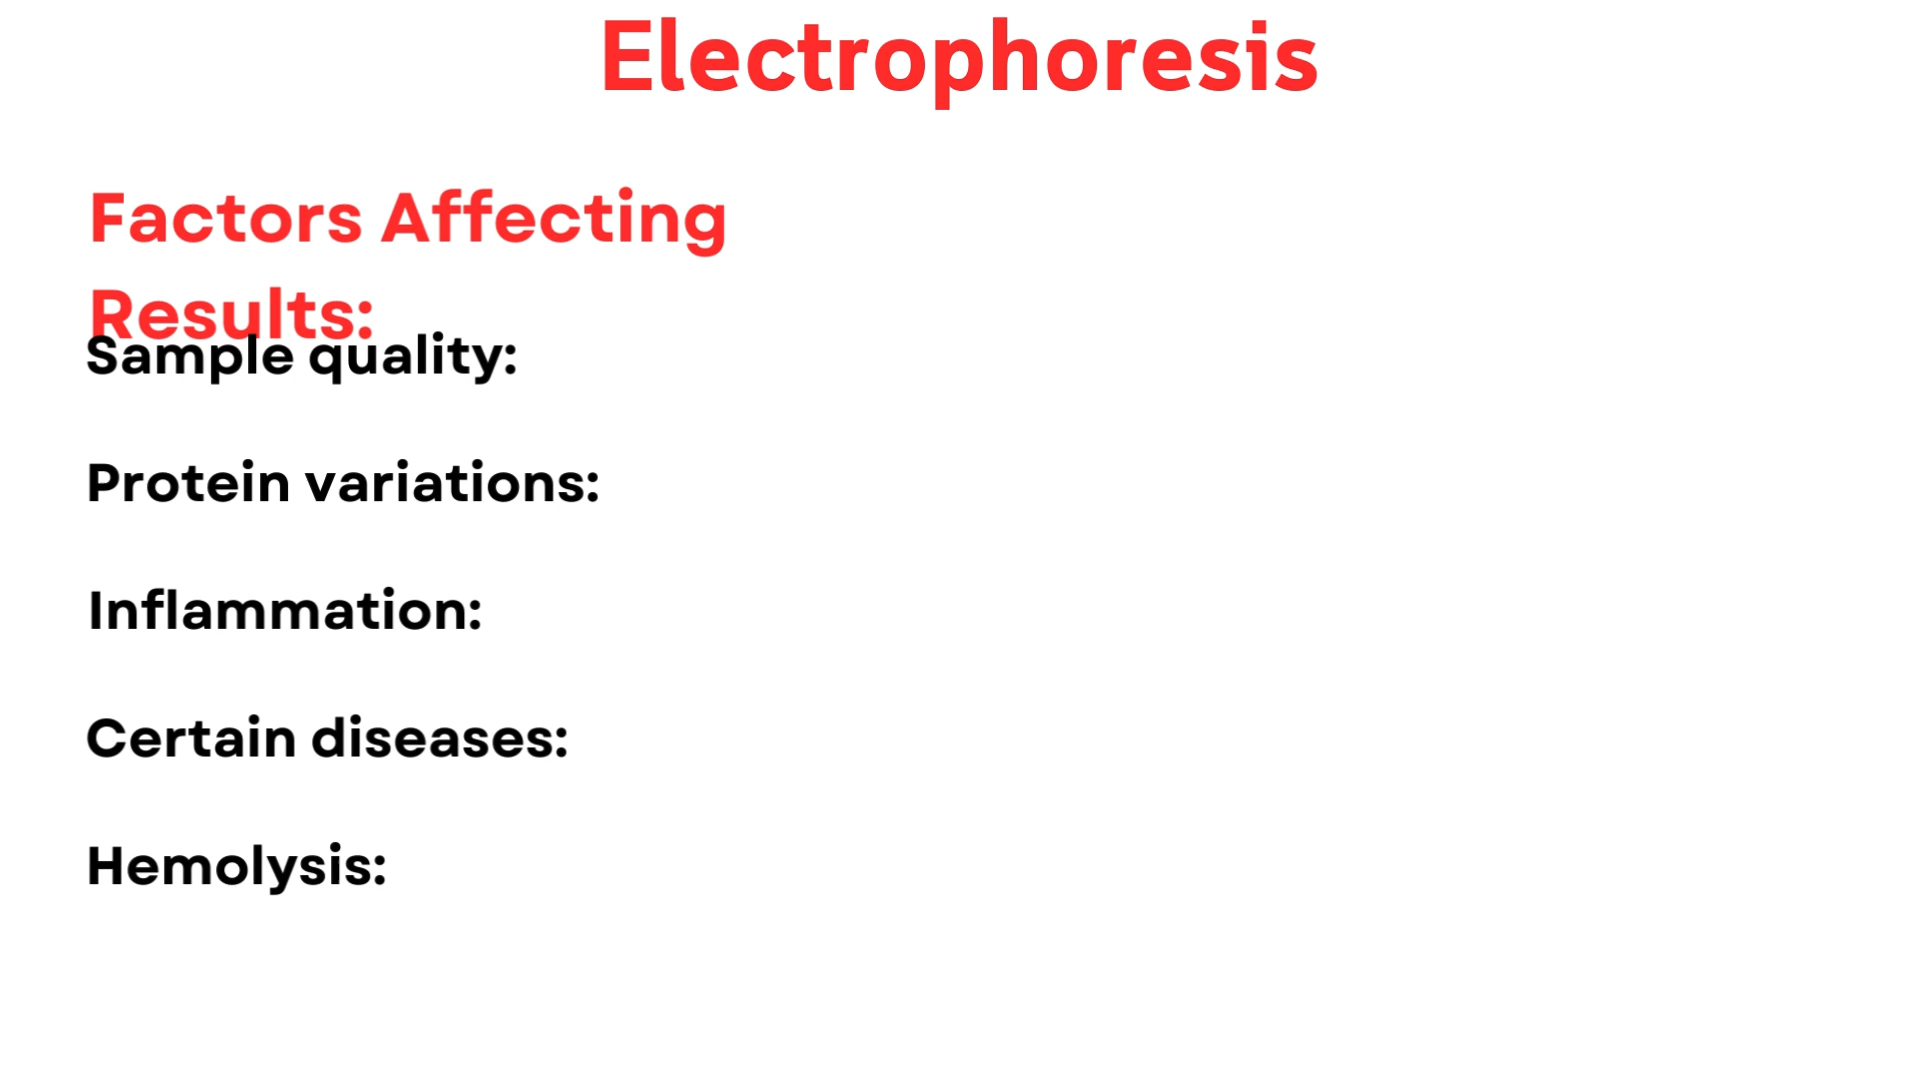 Electrophoresis
Factors Affecting
Results:
Sample quality:
Protein variations:
Inflammation:
Certain diseases:
Hemolysis: